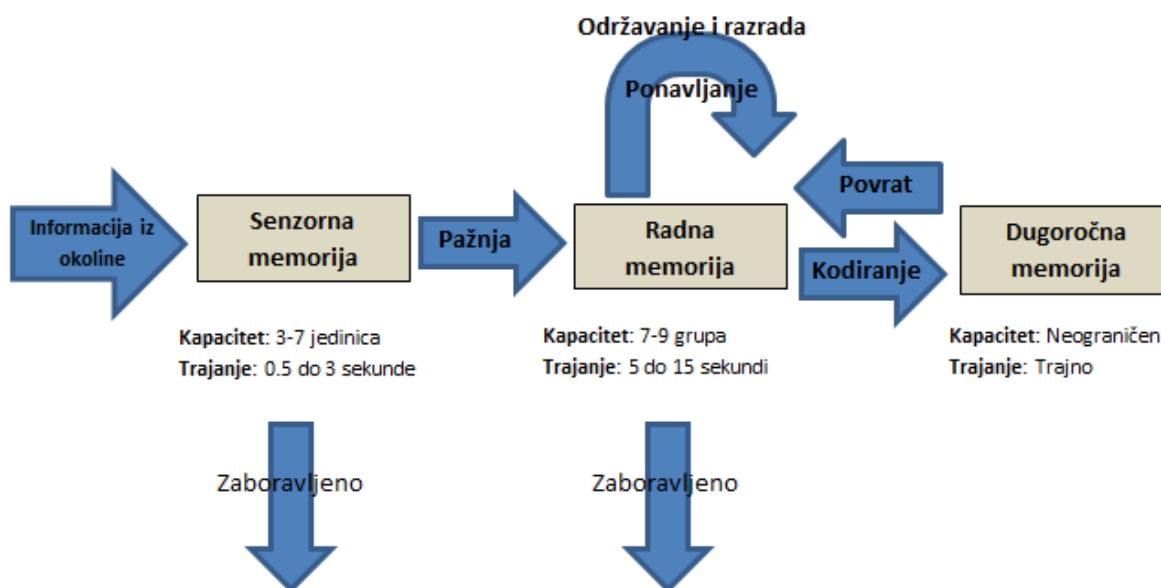 Održavanje i razrada
Ponavljanje
Informacija iz
okoline
Senzorna
memorija
Pažnja
Radna
memorija
Povrat
Kodiranje
Dugoročna
memorija
Kapacitet: 3-7 jedinica
Trajanje: 0.5 do 3 sekunde
Kapacitet: 7-9 grupa
Trajanje: 5 do 15 sekundi
Kapacitet: Neograničen
Trajanje: Trajno
Zaboravljeno
Zaboravljeno